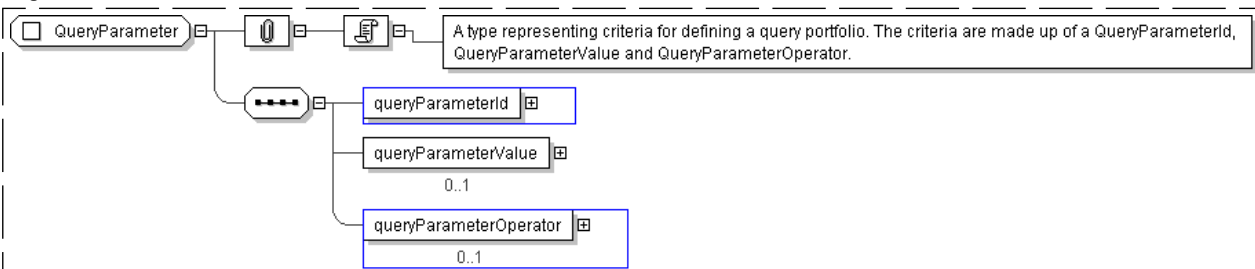 QueryParameter
A type representing criteria for defining a query portfolio. The criteria are made up of a QueryParameterId,
QueryParameterValue and QueryParameterOperator.
queryParameterId
queryParameterValue
0..1
queryParameterOperator
0..1